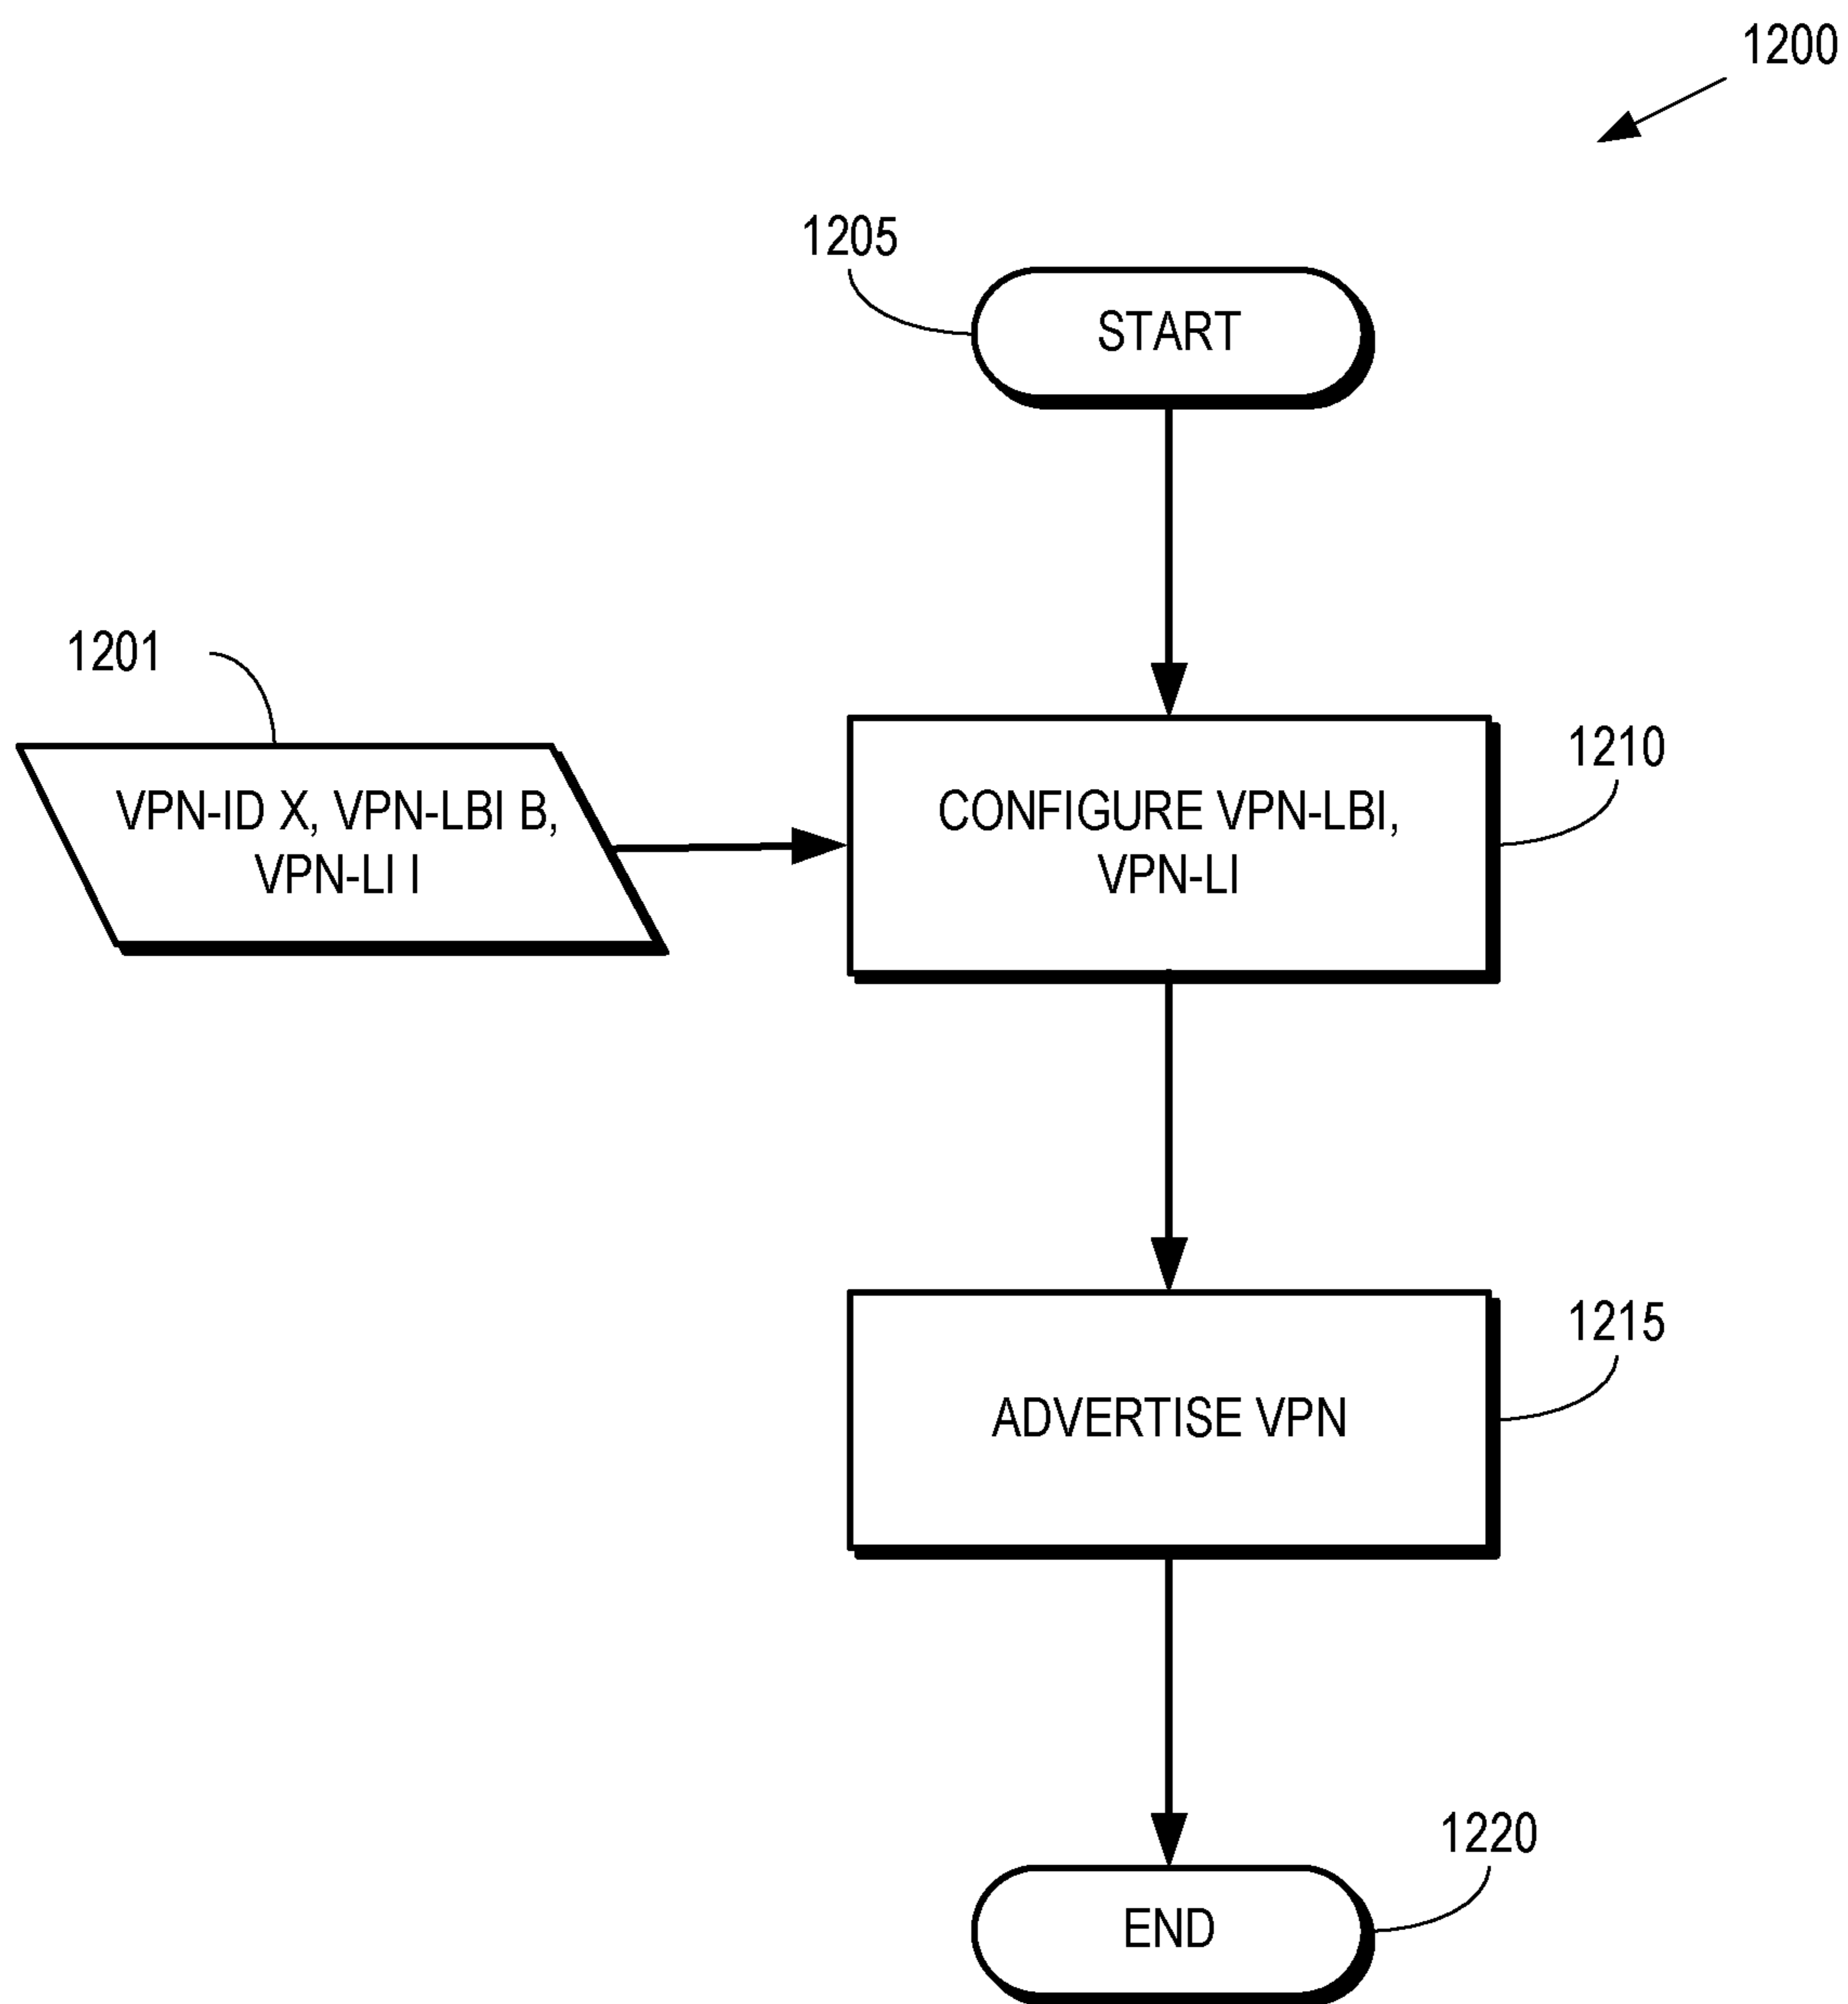 1200
1205
START
1201
1210
VPN-ID X, VPN-LBI B,
VPN-LI I
CONFIGURE VPN-LBI,
VPN-LI
1215
ADVERTISE VPN
1220
END